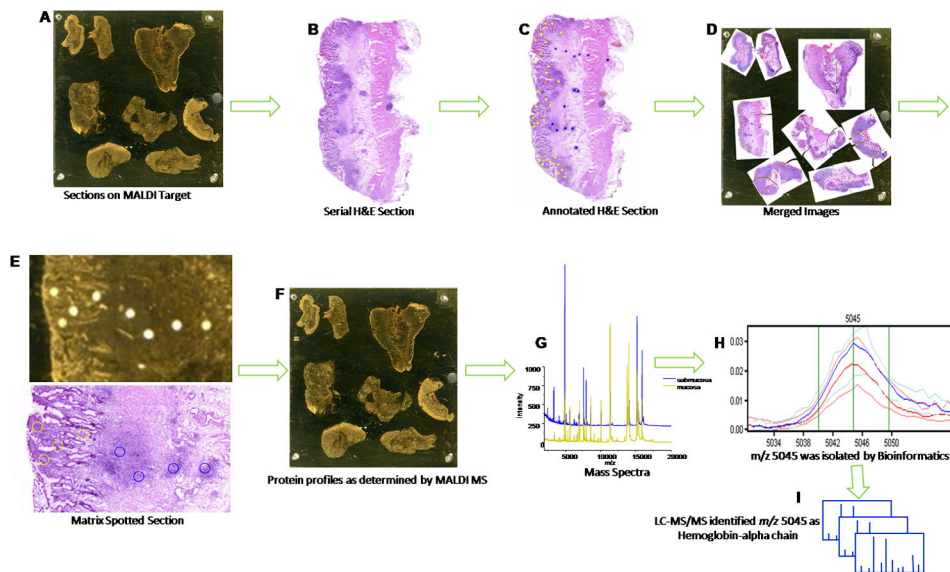 A
B
C
D
Sections on MALDI Target
Serial H&E Section
Annotated H&E Section
Merged Images
E
F
G
H
Matrix Spotted Section
Protein profiles as determined by MALDI MS
Intensity
1000
750
500
250
0
submucosa
mucosa
5000
10000
15000
20000
m/z
Mass Spectra
5045
0.03
0.02
0.01
0.00
5034
5038
5042
5046
5050
m/z 5045 was isolated by Bioinformatics
I
LC-MS/MS identified m/z 5045 as
Hemoglobin-alpha chain